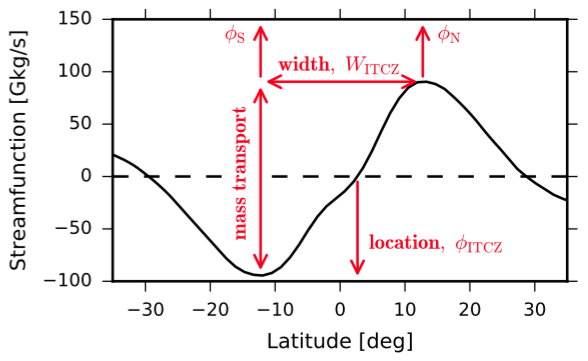 150
100
50
0
−50
−100
Streamfunction [Gkg/s]
ϕS
ϕN
width, WITCZ
mass transport
location, ϕITCZ
−30 −20 −10 0 10 20 30
Latitude [deg]